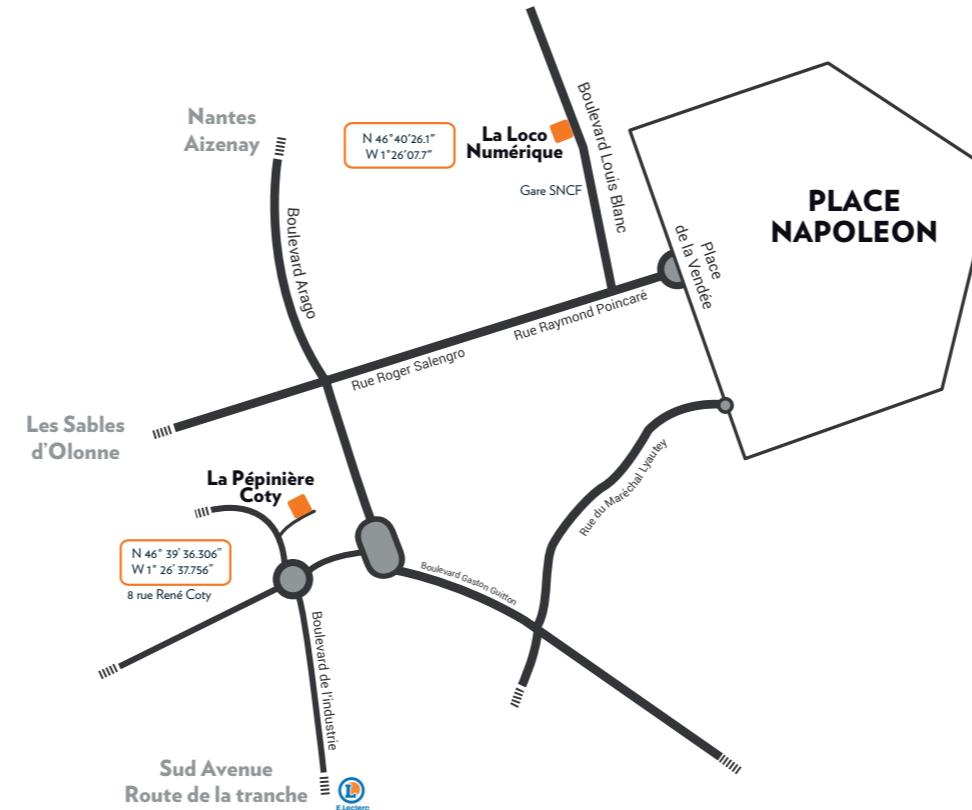 Nantes
Aizenay
N 46°40'26.1"
W 1°26'07.7"
La Loco
Numérique
Gare SNCF
Boulevard Louis Blanc
PLACE
NAPOLEON
Place
de la Vendée
Boulevard Arago
Rue Raymond Poincaré
Rue Roger Salengro
Les Sables
d'Olonne
La Pépinière
Coty
Rue du Maréchal Lyautey
N 46° 39' 36.306"
W 1° 26' 37.756"
8 rue René Coty
Boulevard Gaston Guitton
Boulevard de l'industrie
Sud Avenue
Route de la tranche
L
E.Leclerc